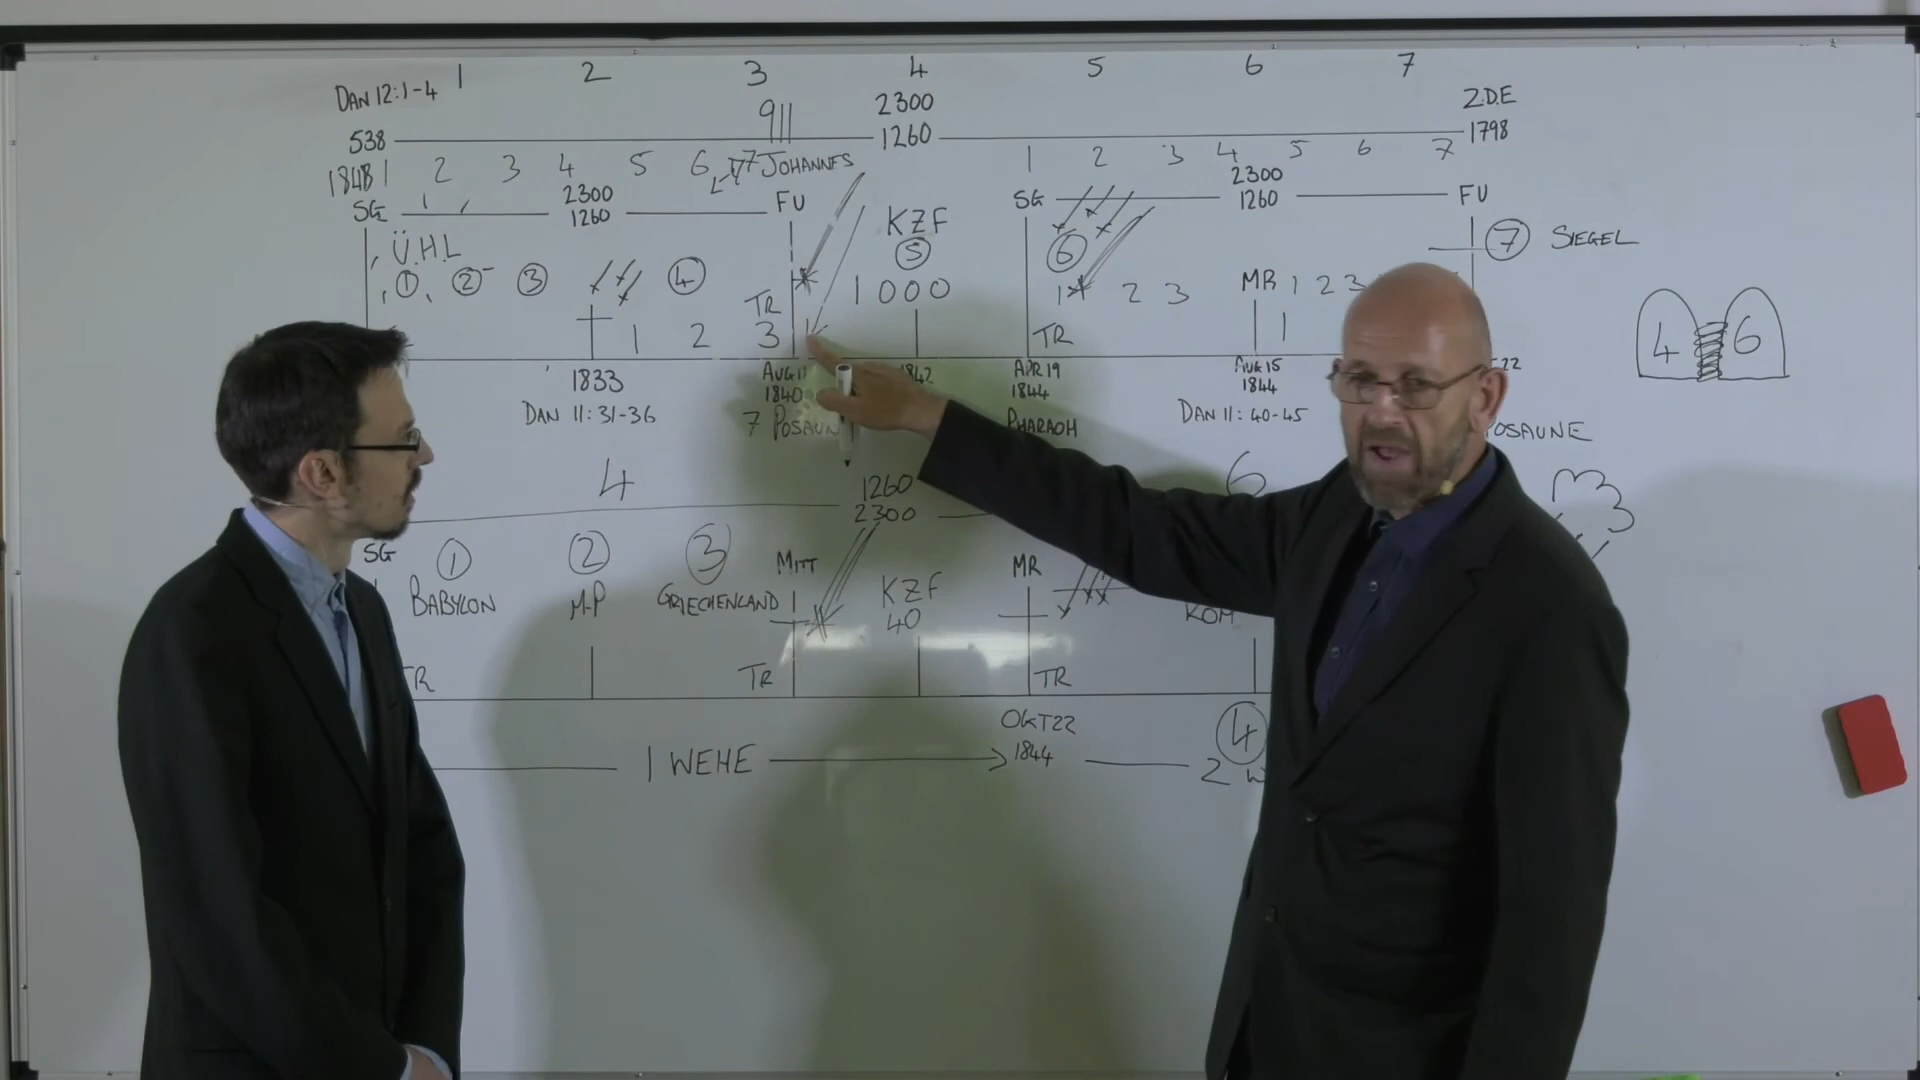 1 2 3 4 5 6 7
DAN 12:1-4 911 2300 Z.D.E
538 1260 1798
1 2 3 4 5 6 7 JOHANNES 1 2 3 4 5 6 7
1848 2300 2300
SG 1260 FU SG 1260 FU
Ü.H.L KZF
5 6 7 SIEGEL
1 2 3 4 1000 1 2 3 MR 1 2 3
TR TR
1 2 3 1 1
4 6
1833 AUG 11 1842 APR 19 AUG 15 22
1840 1844 1844
DAN 11:31-36 7 POSAUN PHARAOH DAN 11:40-45 POSAUNE
4 1260 6
2300
SG 1 2 3 MITT KZF MR
BABYLON M-P GRIECHENLAND 40 ROM
TR TR TR
OKT 22 4
1 WEHE 1844 2 W